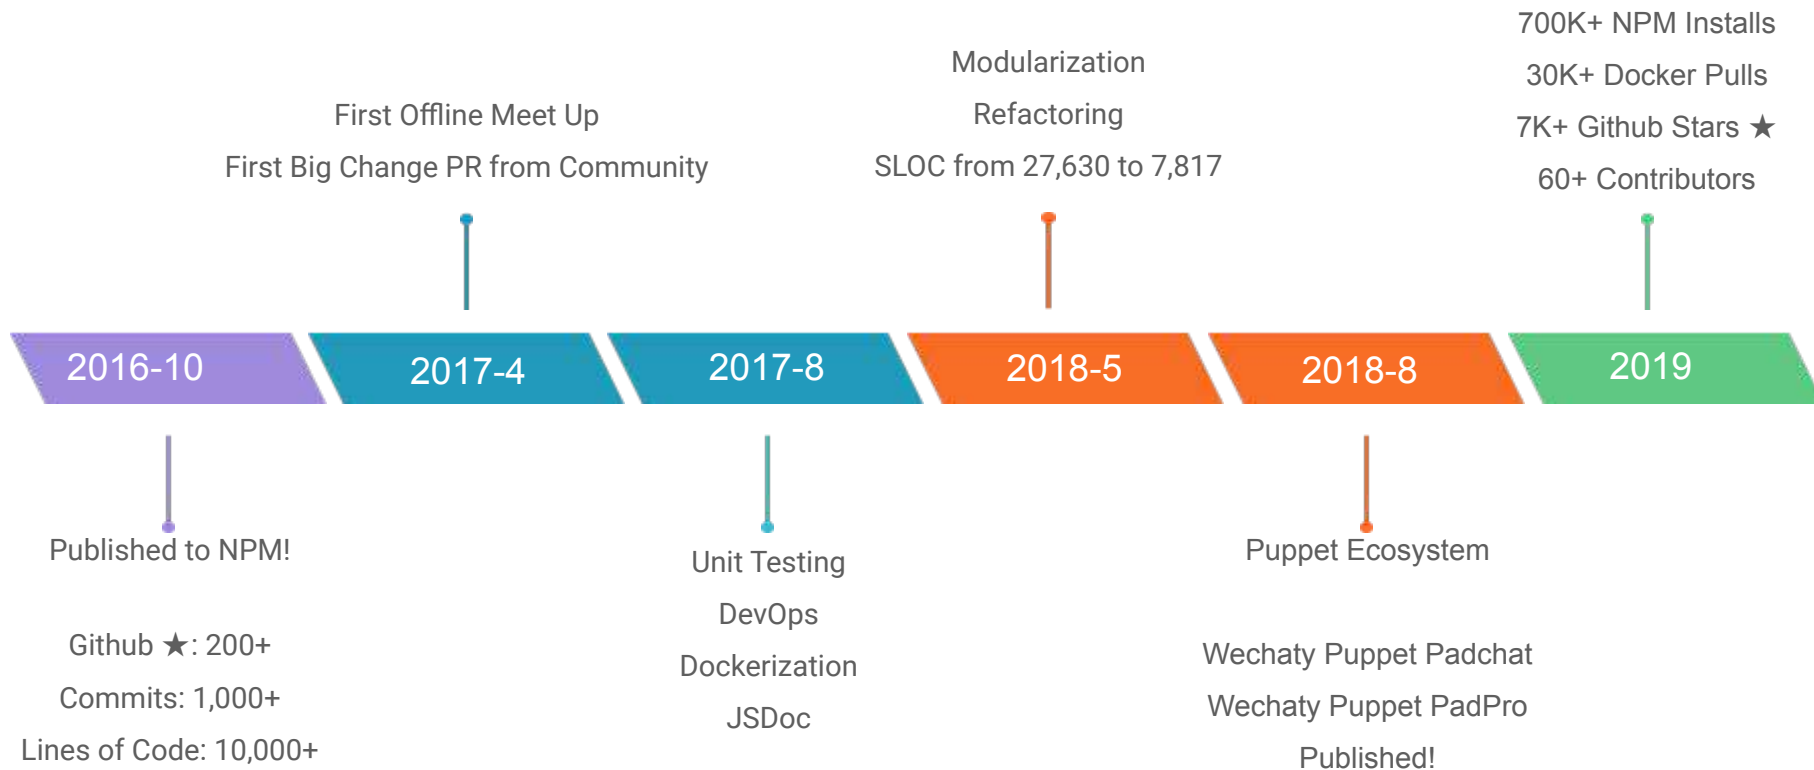 700K+ NPM Installs
30K+ Docker Pulls
7K+ Github Stars ★
60+ Contributors
Modularization
Refactoring
SLOC from 27,630 to 7,817
First Offline Meet Up
First Big Change PR from Community
2016-10
2017-4
2017-8
2018-5
2018-8
2019
Published to NPM!
Github ★: 200+
Commits: 1,000+
Lines of Code: 10,000+
Unit Testing
DevOps
Dockerization
JSDoc
Puppet Ecosystem
Wechaty Puppet Padchat
Wechaty Puppet PadPro
Published!